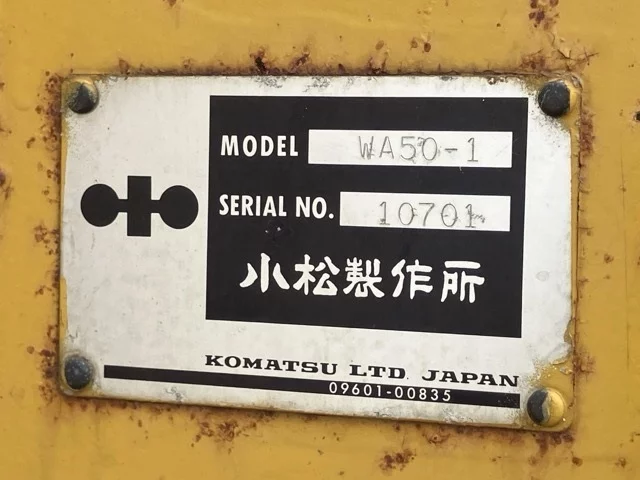 MODEL WA50-1
SERIAL NO. 10701
小松製作所
KOMATSU LTD. JAPAN
09601-00835